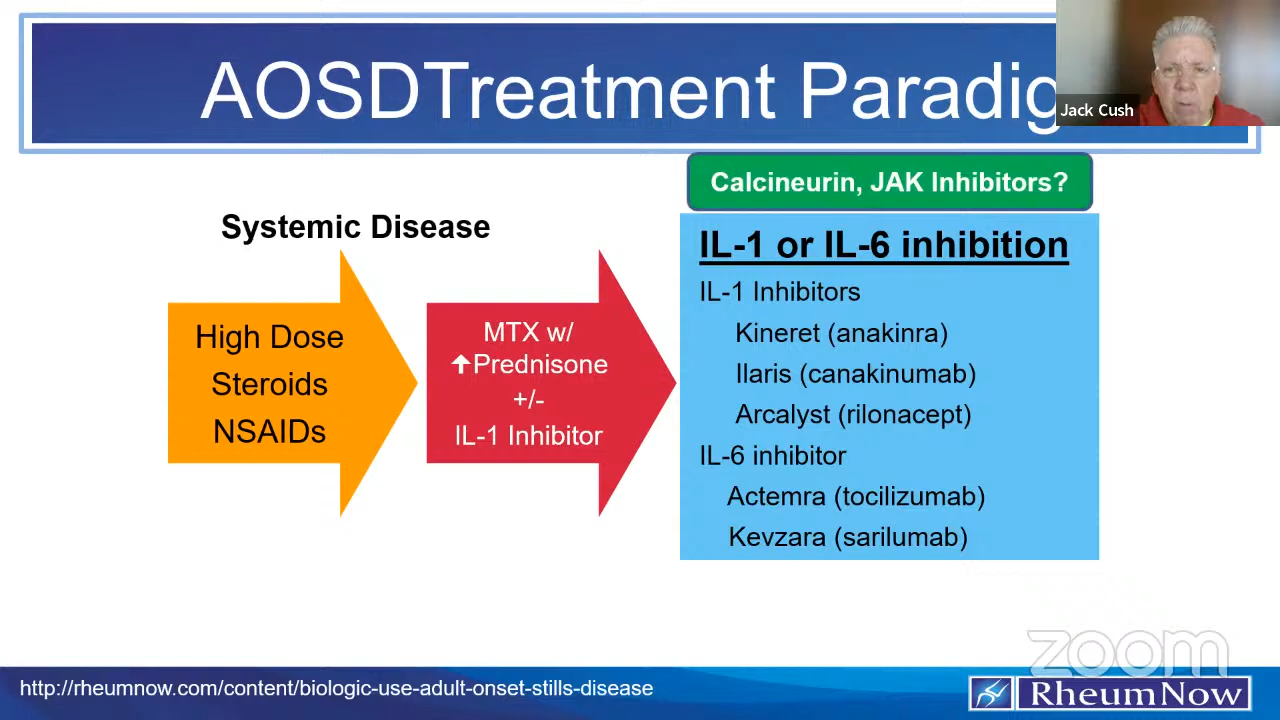 AOSDTreatment Paradig
Jack Cush
Calcineurin, JAK Inhibitors?
Systemic Disease
IL-1 or IL-6 inhibition
IL-1 Inhibitors
Kineret (anakinra)
Ilaris (canakinumab)
Arcalyst (rilonacept)
IL-6 inhibitor
Actemra (tocilizumab)
Kevzara (sarilumab)
High Dose
Steroids
NSAIDs
MTX w/
⬆Prednisone
+/-
IL-1 Inhibitor
zoom
http://rheumnow.com/content/biologic-use-adult-onset-stills-disease
RheumNow